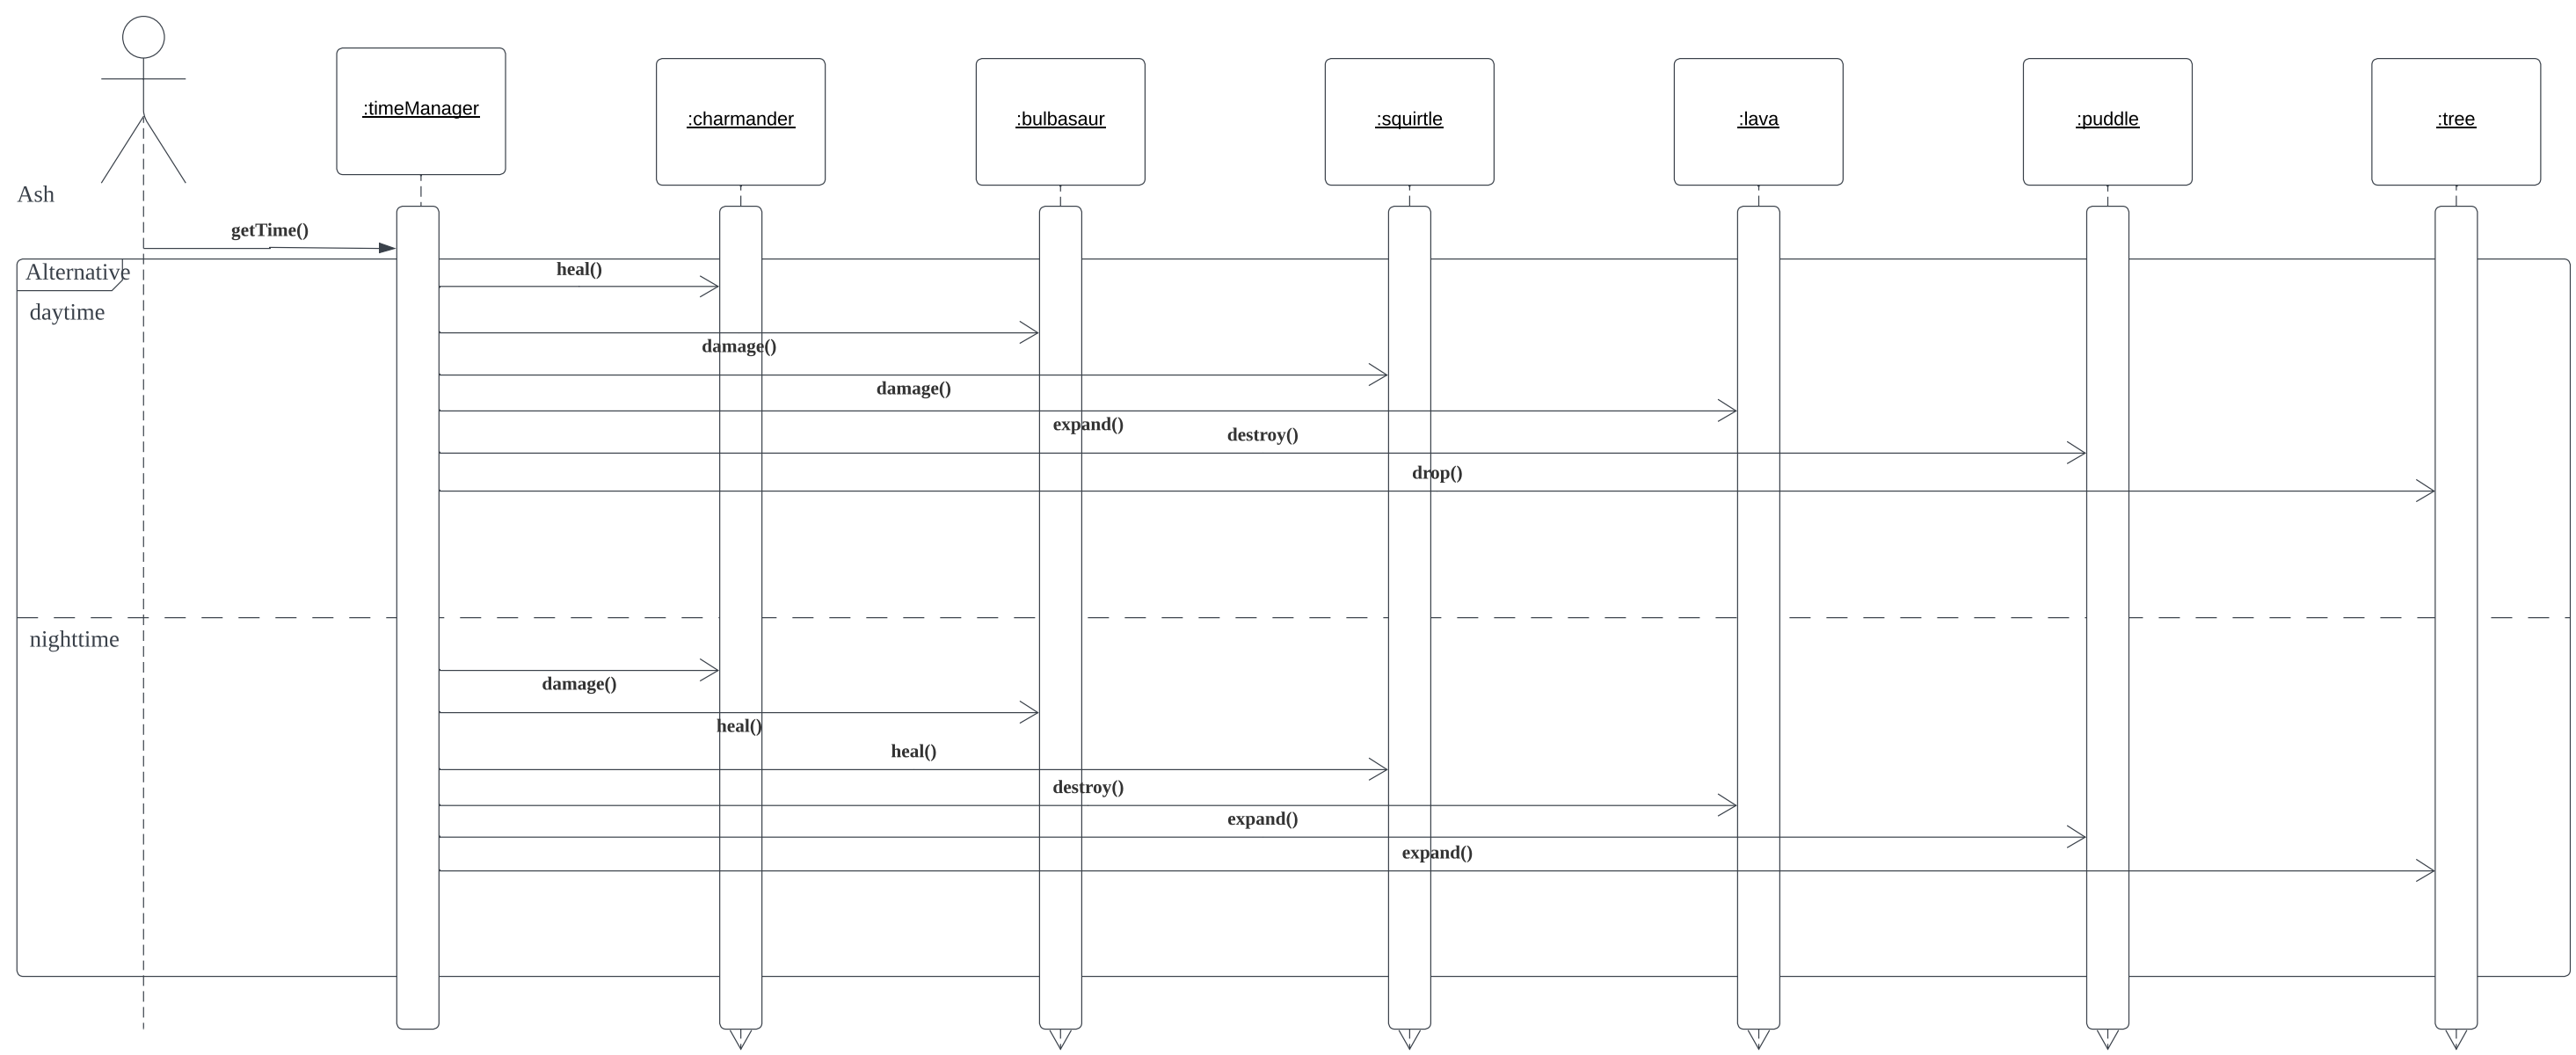 :timeManager
:charmander
:bulbasaur
:squirtle
:lava
:puddle
:tree
Ash
getTime()
Alternative
heal()
daytime
damage()
damage()
expand()
destroy()
drop()
nighttime
damage()
heal()
heal()
destroy()
expand()
expand()